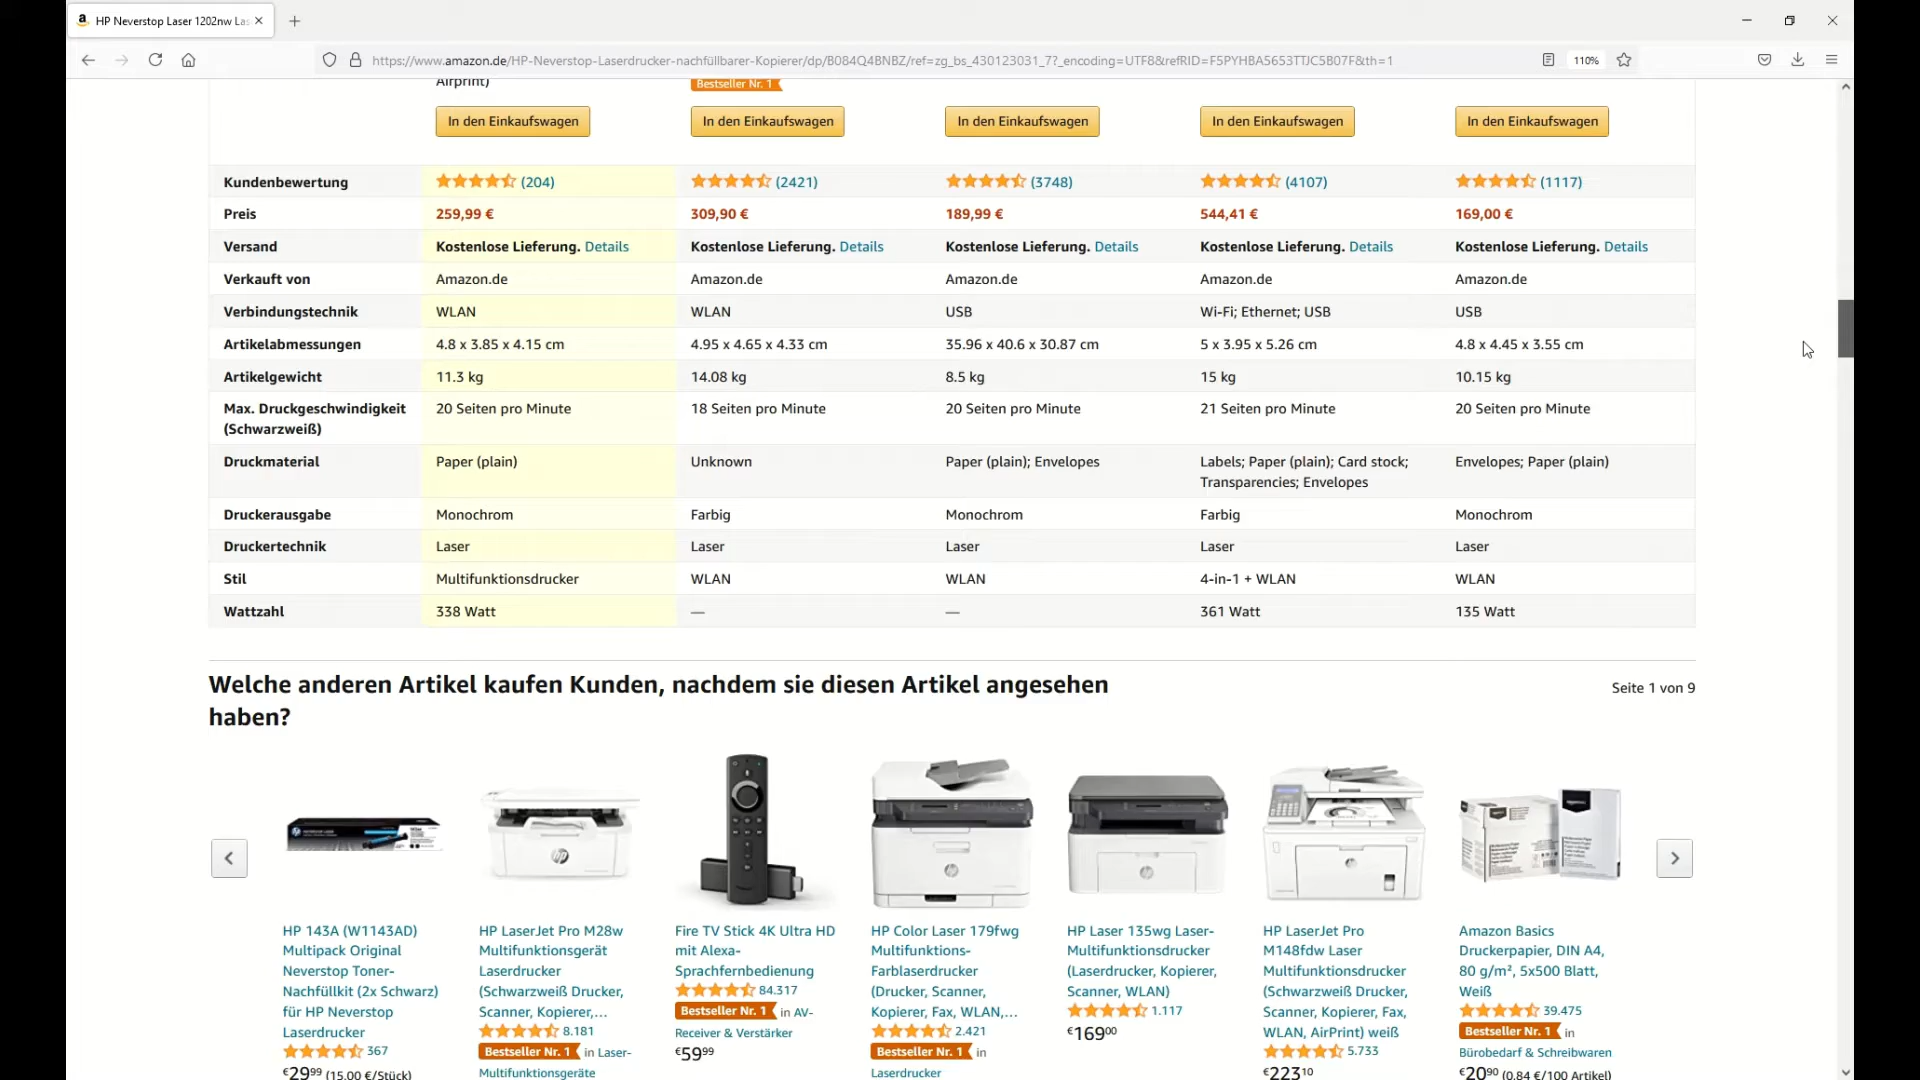 HP Neverstop Laser 1202nw Las
https://www.amazon.de/HP-Neverstop-Laserdrucker-nachfüllbarer-Kopierer/dp/B084Q4BNBZ/ref=zg_bs_430123031_7?_encoding=UTF8&refRID=F5PYHBA5653TTJC5B07F&th=1
110%
Airprint)
Bestseller Nr. 1
In den Einkaufswagen
In den Einkaufswagen
In den Einkaufswagen
In den Einkaufswagen
In den Einkaufswagen
Kundenbewertung (204) (2421) (3748) (4107) (1117)
Preis 259,99 € 309,90 € 189,99 € 544,41 € 169,00 €
Versand Kostenlose Lieferung. Details Kostenlose Lieferung. Details Kostenlose Lieferung. Details Kostenlose Lieferung. Details Kostenlose Lieferung. Details
Verkauft von Amazon.de Amazon.de Amazon.de Amazon.de Amazon.de
Verbindungstechnik WLAN WLAN USB Wi-Fi; Ethernet; USB USB
Artikelabmessungen 4.8 x 3.85 x 4.15 cm 4.95 x 4.65 x 4.33 cm 35.96 x 40.6 x 30.87 cm 5 x 3.95 x 5.26 cm 4.8 x 4.45 x 3.55 cm
Artikelgewicht 11.3 kg 14.08 kg 8.5 kg 15 kg 10.15 kg
Max. Druckgeschwindigkeit 20 Seiten pro Minute 18 Seiten pro Minute 20 Seiten pro Minute 21 Seiten pro Minute 20 Seiten pro Minute
(Schwarzweiß)
Druckmaterial Paper (plain) Unknown Paper (plain); Envelopes Labels; Paper (plain); Card stock; Envelopes; Paper (plain)
Transparencies; Envelopes
Druckerausgabe Monochrom Farbig Monochrom Farbig Monochrom
Druckertechnik Laser Laser Laser Laser Laser
Stil Multifunktionsdrucker WLAN WLAN 4-in-1 + WLAN WLAN
Wattzahl 338 Watt — — 361 Watt 135 Watt
Welche anderen Artikel kaufen Kunden, nachdem sie diesen Artikel angesehen
haben?
Seite 1 von 9
HP 143A (W1143AD)
Multipack Original
Neverstop Toner-
Nachfüllkit (2x Schwarz)
für HP Neverstop
Laserdrucker
367
€29⁹⁹ (15,00 €/Stück)
HP LaserJet Pro M28w
Multifunktionsgerät
Laserdrucker
(Schwarzweiß Drucker,
Scanner, Kopierer,...
8.181
Bestseller Nr. 1 in Laser-
Multifunktionsgeräte
Fire TV Stick 4K Ultra HD
mit Alexa-
Sprachfernbedienung
84.317
Bestseller Nr. 1 in AV-
Receiver & Verstärker
€59⁹⁹
HP Color Laser 179fwg
Multifunktions-
Farblaserdrucker
(Drucker, Scanner,
Kopierer, Fax, WLAN,...
2.421
Bestseller Nr. 1 in
Laserdrucker
HP Laser 135wg Laser-
Multifunktionsdrucker
(Laserdrucker, Kopierer,
Scanner, WLAN)
1.117
€169⁰⁰
HP LaserJet Pro
M148fdw Laser
Multifunktionsdrucker
(Schwarzweiß Drucker,
Scanner, Kopierer, Fax,
WLAN, AirPrint) weiß
5.733
€223¹⁰
Amazon Basics
Druckerpapier, DIN A4,
80 g/m², 5x500 Blatt,
Weiß
39.475
Bestseller Nr. 1 in
Bürobedarf & Schreibwaren
€20⁹⁰ (0,84 €/100 Artikel)